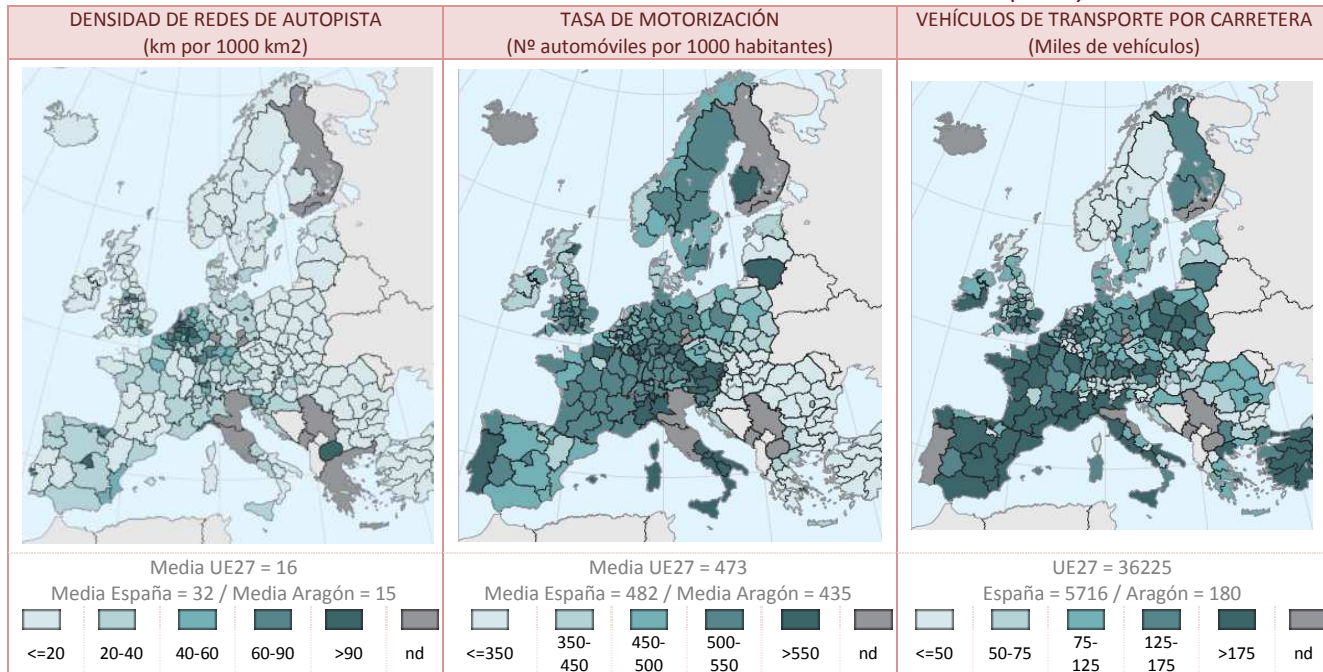 DENSIDAD DE REDES DE AUTOPISTA
(km por 1000 km2)
TASA DE MOTORIZACIÓN
(Nº automóviles por 1000 habitantes)
VEHÍCULOS DE TRANSPORTE POR CARRETERA
(Miles de vehículos)
Media UE27 = 16
Media España = 32 / Media Aragón = 15
<=20 20-40 40-60 60-90 >90 nd
Media UE27 = 473
Media España = 482 / Media Aragón = 435
<=350 350-450 450-500 500-550 >550 nd
UE27 = 36225
España = 5716 / Aragón = 180
<=50 50-75 75-125 125-175 >175 nd